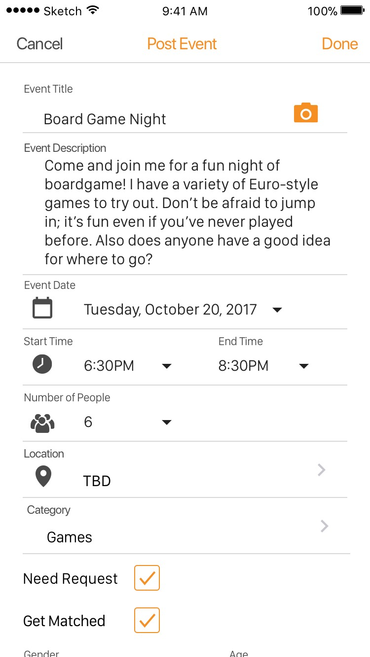 Sketch 9:41 AM 100%
Cancel Post Event Done
Event Title
Board Game Night
Event Description
Come and join me for a fun night of
boardgame! I have a variety of Euro-style
games to try out. Don't be afraid to jump
in; it's fun even if you've never played
before. Also does anyone have a good idea
for where to go?
Event Date
Tuesday, October 20, 2017
Start Time End Time
6:30PM 8:30PM
Number of People
6
Location
TBD
Category
Games
Need Request
Get Matched
Gender Age